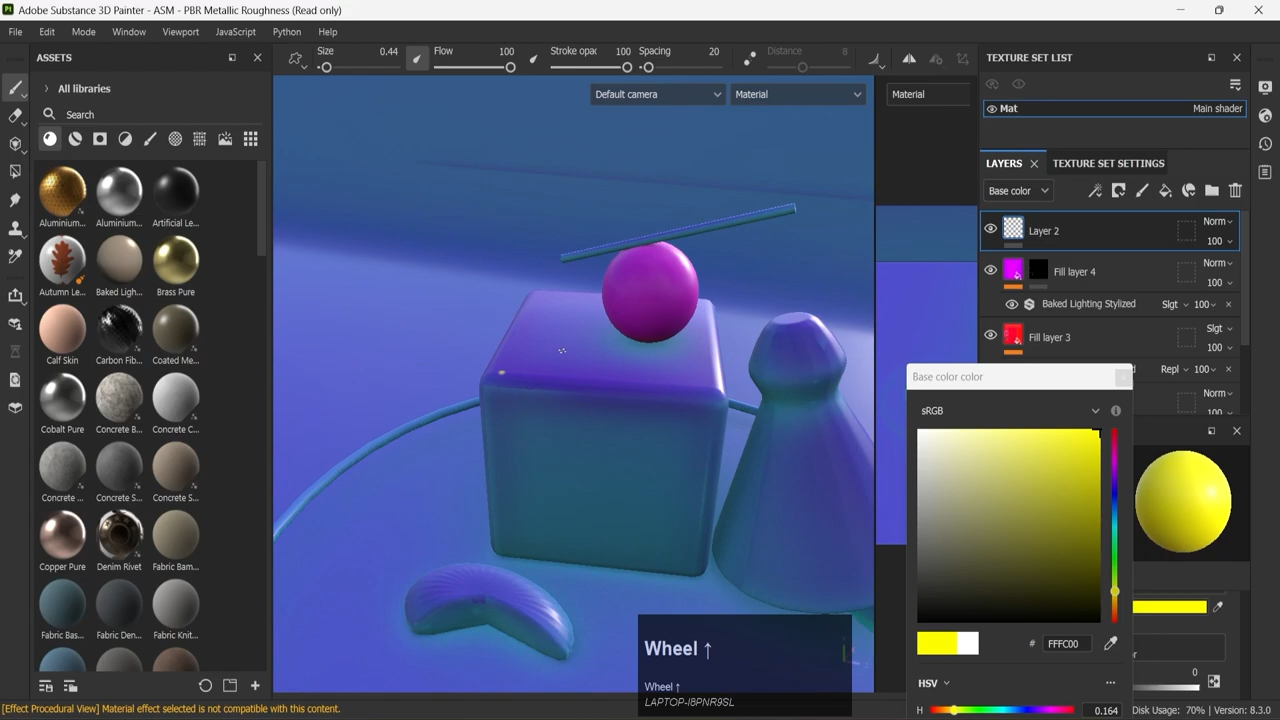 Adobe Substance 3D Painter - ASM - PBR Metallic Roughness (Read only)
File Edit Mode Window Viewport JavaScript Python Help
ASSETS
Size 0.44 Flow 100 Stroke opac 100 Spacing 20 Distance 8
TEXTURE SET LIST
All libraries
Search
Default camera Material Material
Mat Main shader
LAYERS TEXTURE SET SETTINGS
Base color
Aluminium... Aluminium... Artificial Le...
Layer 2 Norm
100
Fill layer 4 Norm
100
Autumn Le... Baked Ligh... Brass Pure
Baked Lighting Stylized Slgt 100
Fill layer 3 Slgt
100
Calf Skin Carbon Fib... Coated Me...
d Repl 100
Norm
100
Base color color
sRGB
Cobalt Pure Concrete B... Concrete C...
Concrete ... Concrete S... Concrete S...
Copper Pure Denim Rivet Fabric Bam...
Fabric Bas... Fabric Den... Fabric Knit...
# FFFC00
or
0
HSV
H 0.164
Wheel ↑
Wheel ↑
LAPTOP-I8PNR9SL
[Effect Procedural View] Material effect selected is not compatible with this content.
Disk Usage: 70% | Version: 8.3.0